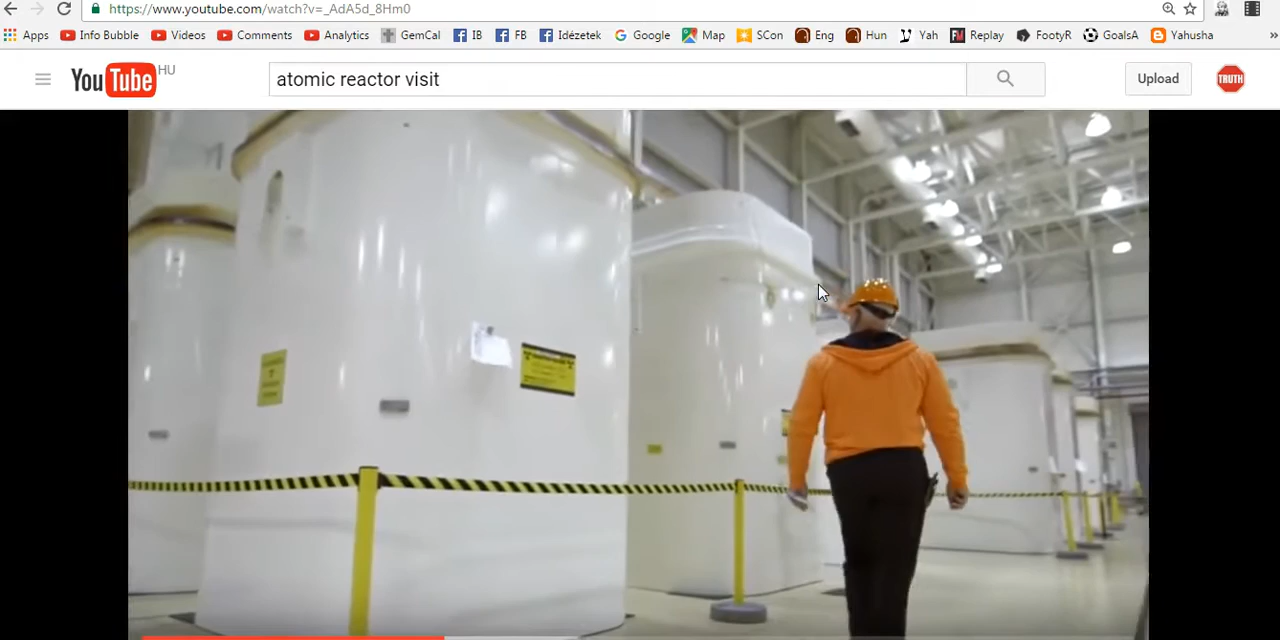 https://www.youtube.com/watch?v=_AdA5d_8Hm0
Apps Info Bubble Videos Comments Analytics GemCal IB FB Idézetek Google Map SCon Eng Hun Yah Replay FootyR GoalsA Yahusha »
YouTube HU atomic reactor visit Upload TRUTH